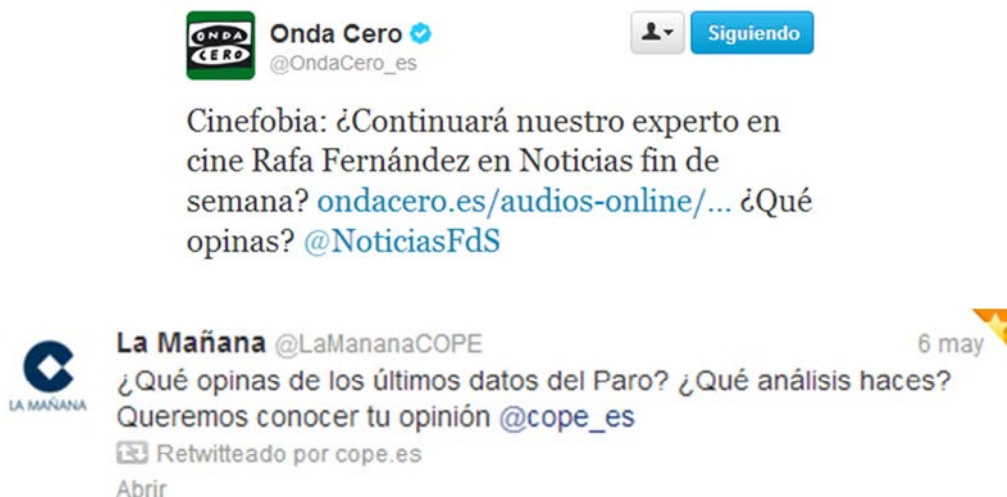 ONDA
CERO
Onda Cero
@OndaCero_es
Siguiendo
Cinefobia: ¿Continuará nuestro experto en
cine Rafa Fernández en Noticias fin de
semana? ondacero.es/audios-online/... ¿Qué
opinas? @NoticiasFdS
La Mañana @LaMananaCOPE
6 may
¿Qué opinas de los últimos datos del Paro? ¿Qué análisis haces?
LA MAÑANA
Queremos conocer tu opinión @cope_es
Retwitteado por cope.es
Abrir